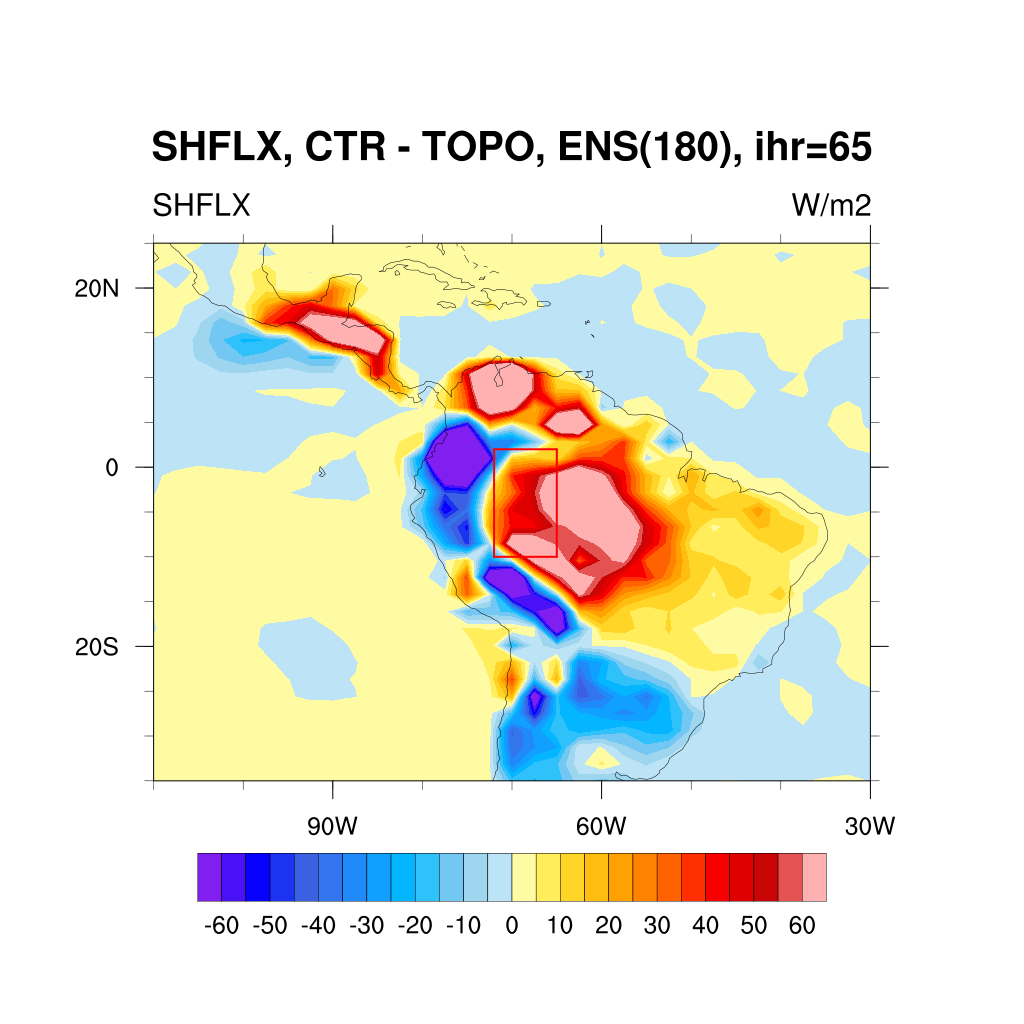 SHFLX, CTR - TOPO, ENS(180), ihr=65
SHFLX W/m2
20N
0
20S
90W 60W 30W
-60 -50 -40 -30 -20 -10 0 10 20 30 40 50 60